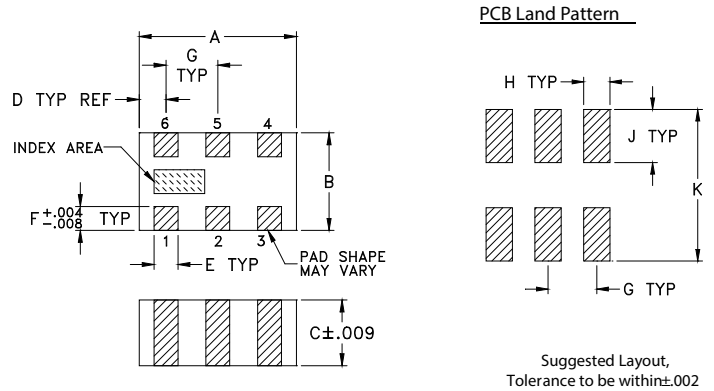 PCB Land Pattern
A
G
TYP
D TYP REF
H TYP
6 5 4
J TYP
INDEX AREA
B
K
F +.004 -.008 TYP
1 2 3
PAD SHAPE
MAY VARY
E TYP
G TYP
C±.009
Suggested Layout,
Tolerance to be within±.002